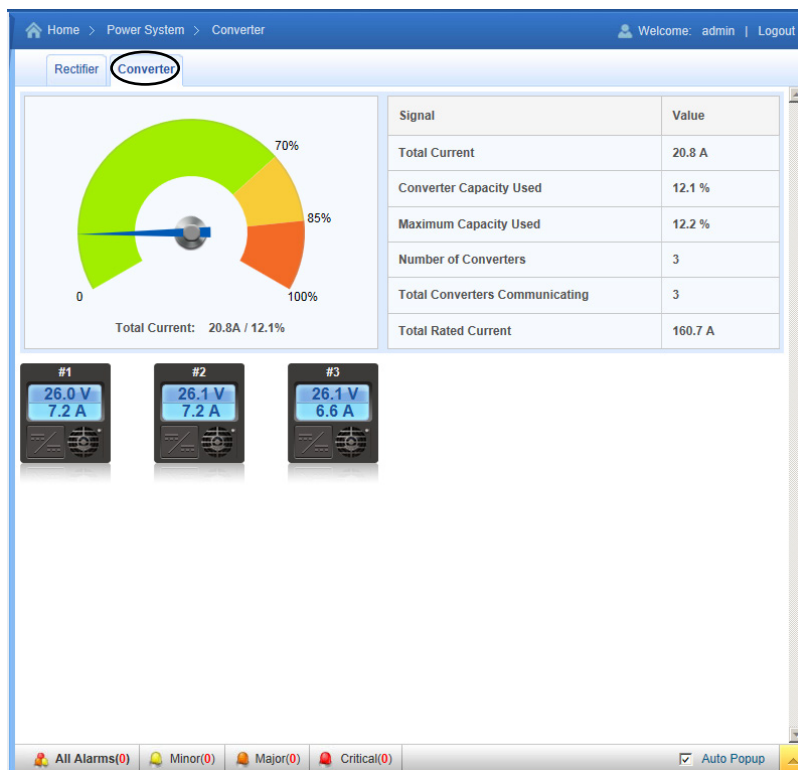 Home > Power System > Converter
Welcome: admin | Logout
Rectifier Converter
70%
85%
0
100%
Total Current: 20.8A / 12.1%
Signal Value
Total Current 20.8 A
Converter Capacity Used 12.1 %
Maximum Capacity Used 12.2 %
Number of Converters 3
Total Converters Communicating 3
Total Rated Current 160.7 A
#1 #2 #3
26.0 V 26.1 V 26.1 V
7.2 A 7.2 A 6.6 A
All Alarms(0) Minor(0) Major(0) Critical(0) Auto Popup